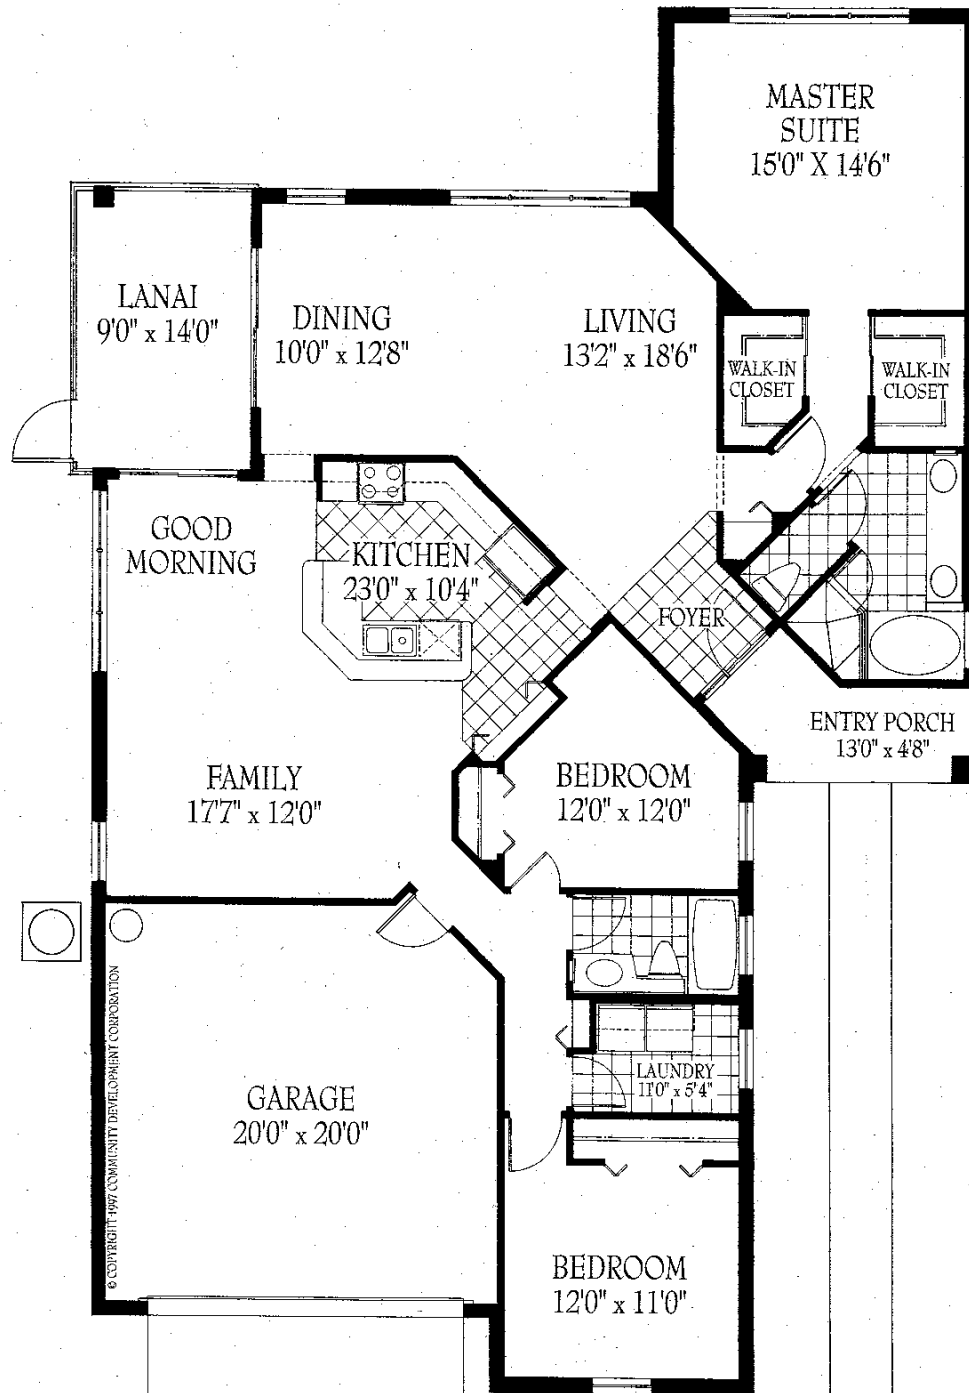 MASTER
SUITE
15'0" X 14'6"
LANAI
9'0" x 14'0"
DINING
10'0" x 12'8"
LIVING
13'2" x 18'6"
WALK-IN
CLOSET
WALK-IN
CLOSET
GOOD
MORNING
KITCHEN
23'0" x 10'4"
FOYER
ENTRY PORCH
13'0" x 4'8"
FAMILY
17'7" x 12'0"
BEDROOM
12'0" x 12'0"
LAUNDRY
11'0" x 5'4"
GARAGE
20'0" x 20'0"
BEDROOM
12'0" x 11'0"
© COPYRIGHT 1997 COMMUNITY DEVELOPMENT CORPORATION